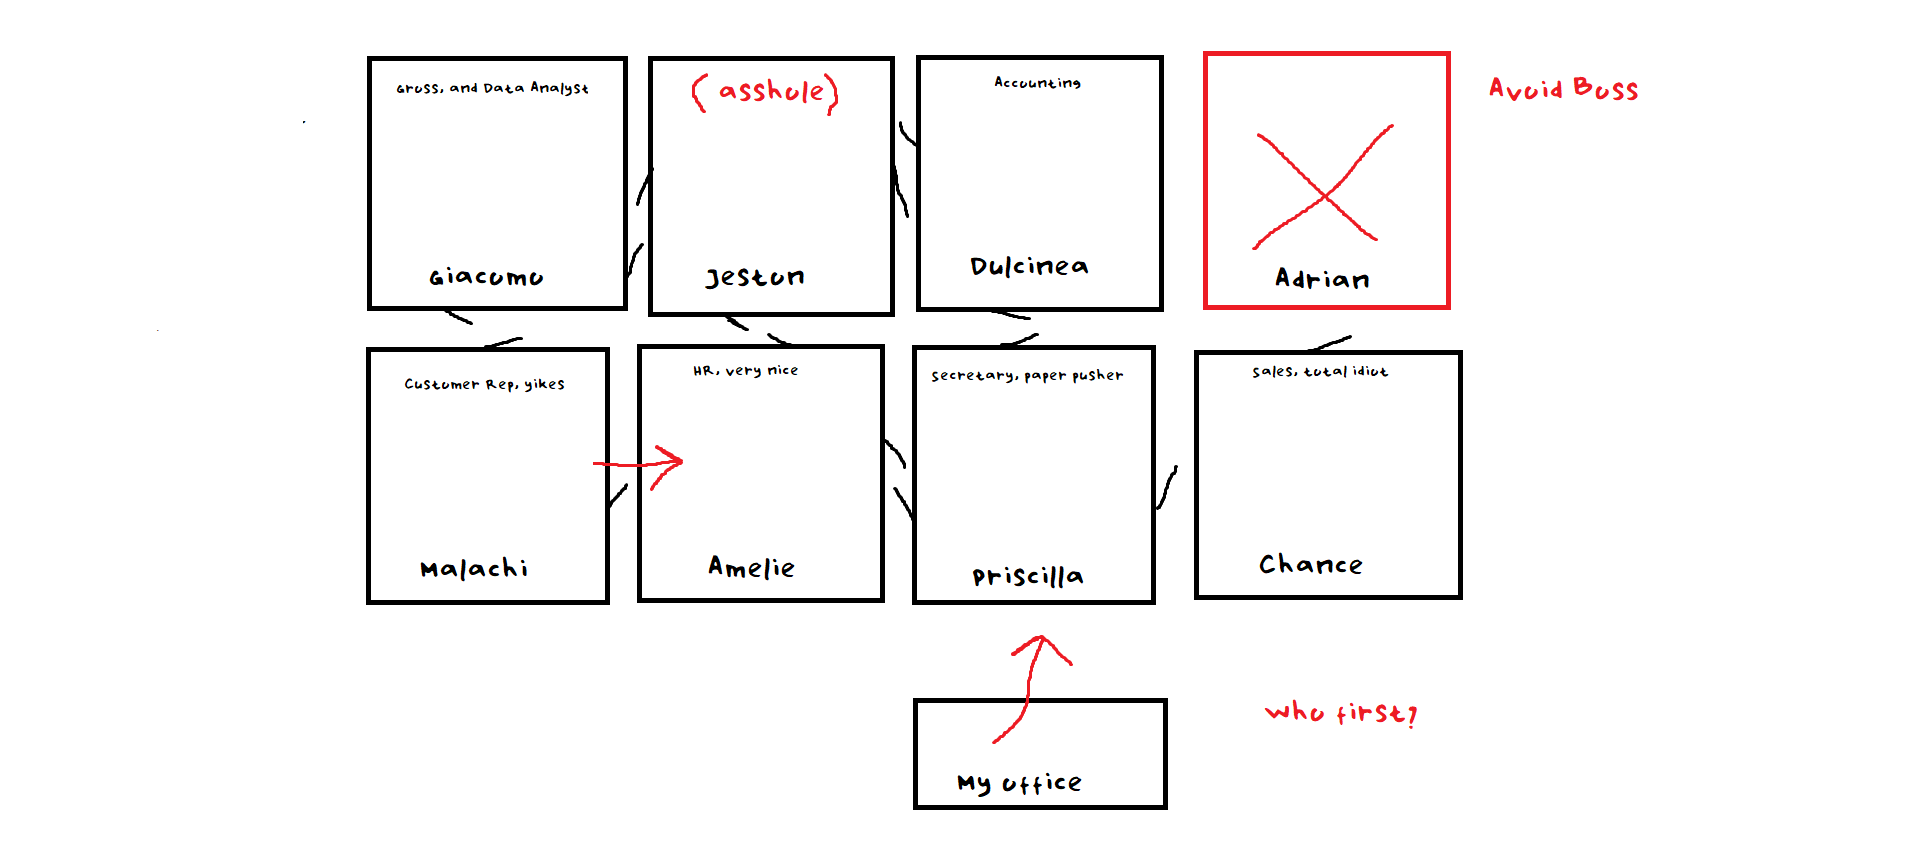 Gross, and Data Analyst
(asshole)
Accounting
Avoid Boss
Giacomo
Jeston
Dulcinea
Adrian
Customer Rep, yikes
HR, very nice
Secretary, paper pusher
Sales, total idiot
Malachi
Amelie
Priscilla
Chance
who first?
My office